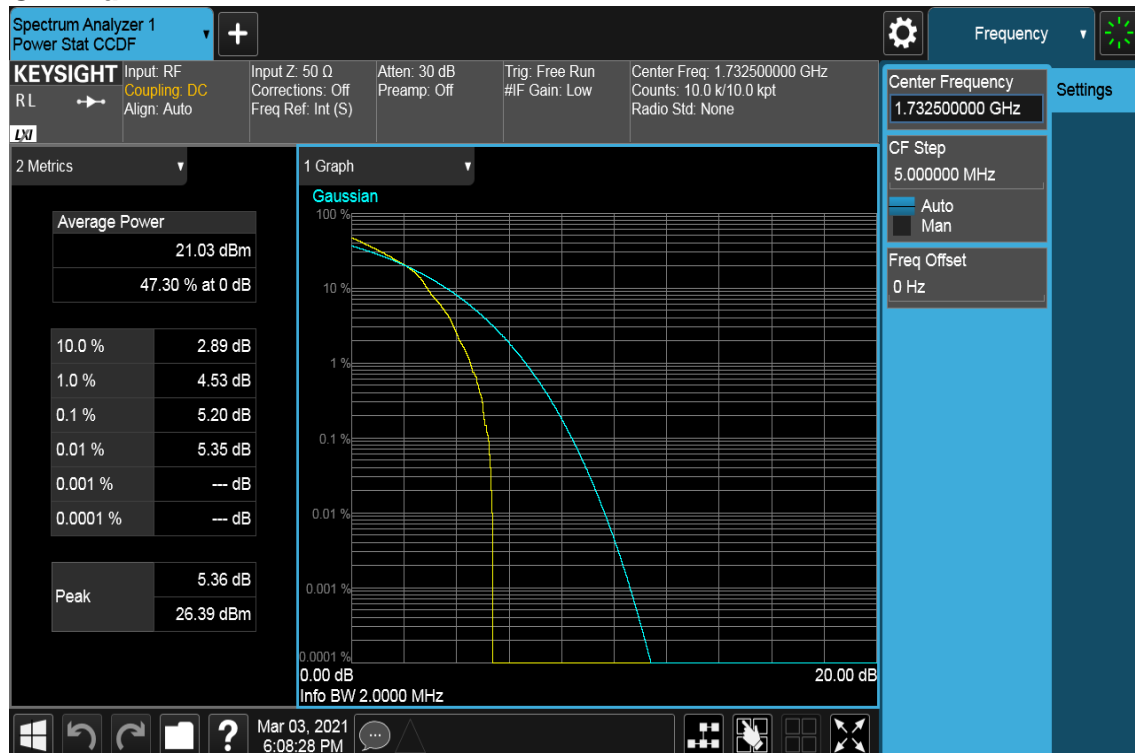 Spectrum Analyzer 1
Power Stat CCDF
Frequency
KEYSIGHT
RL
LXI
Input: RF
Coupling: DC
Align: Auto
Input Z: 50 Ω
Corrections: Off
Freq Ref: Int (S)
Atten: 30 dB
Preamp: Off
Trig: Free Run
#IF Gain: Low
Center Freq: 1.732500000 GHz
Counts: 10.0 k/10.0 kpt
Radio Std: None
Center Frequency
1.732500000 GHz
Settings
CF Step
5.000000 MHz
Auto
Man
Freq Offset
0 Hz
2 Metrics
Average Power
21.03 dBm
47.30 % at 0 dB
10.0 % 2.89 dB
1.0 % 4.53 dB
0.1 % 5.20 dB
0.01 % 5.35 dB
0.001 % --- dB
0.0001 % --- dB
Peak
5.36 dB
26.39 dBm
1 Graph
Gaussian
100 %
10 %
1 %
0.1 %
0.01 %
0.001 %
0.0001 %
0.00 dB 20.00 dB
Info BW 2.0000 MHz
?
Mar 03, 2021
6:08:28 PM